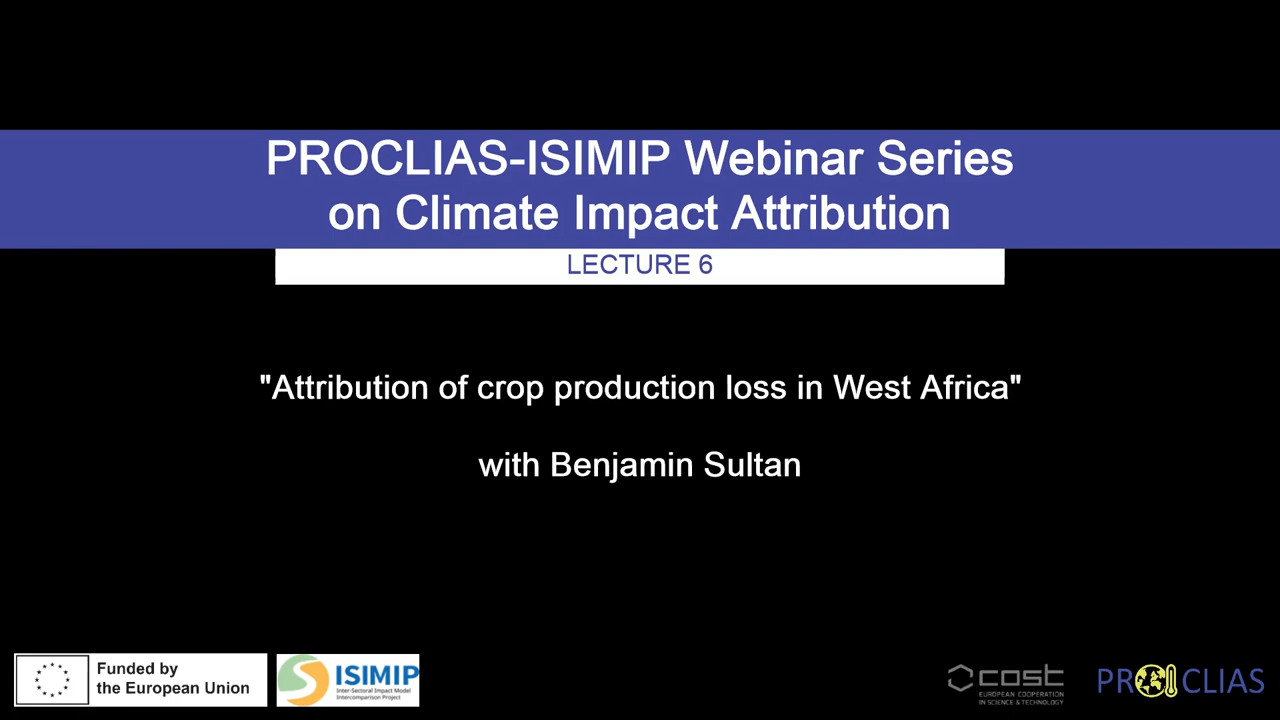 PROCLIAS-ISIMIP Webinar Series
on Climate Impact Attribution
LECTURE 6
"Attribution of crop production loss in West Africa"
with Benjamin Sultan
Funded by
the European Union
ISIMIP
Inter-Sectoral Impact Model
Intercomparison Project
cost
EUROPEAN COOPERATION
IN SCIENCE & TECHNOLOGY
PROCLIAS